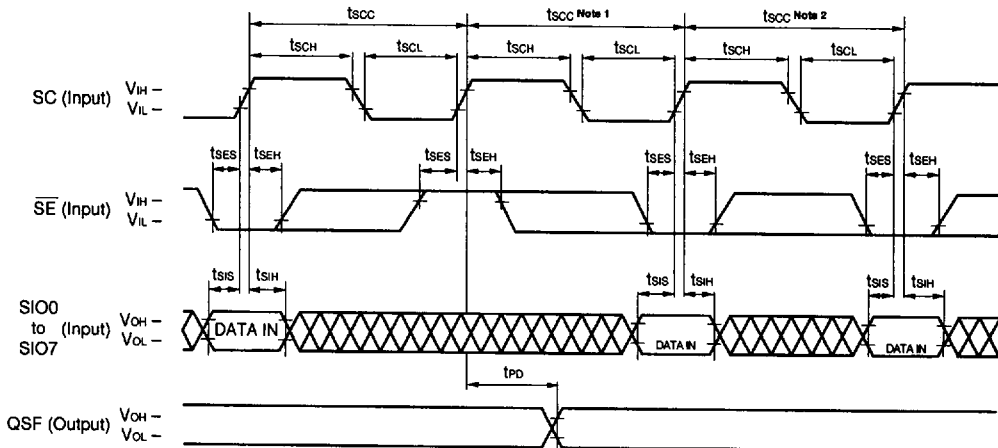 tSCC tSCC Note 1 tSCC Note 2
tSCH tSCL tSCH tSCL tSCH tSCL
SC (Input) VIH
VIL
tSES tSEH tSES tSEH tSES tSEH tSES tSEH
SE (Input) VIH
VIL
tSIS tSIH tSIS tSIH tSIS tSIH
SIO0
to (Input)
SIO7
VOH
VOL
DATA IN DATA IN DATA IN
tPD
QSF (Output) VOH
VOL